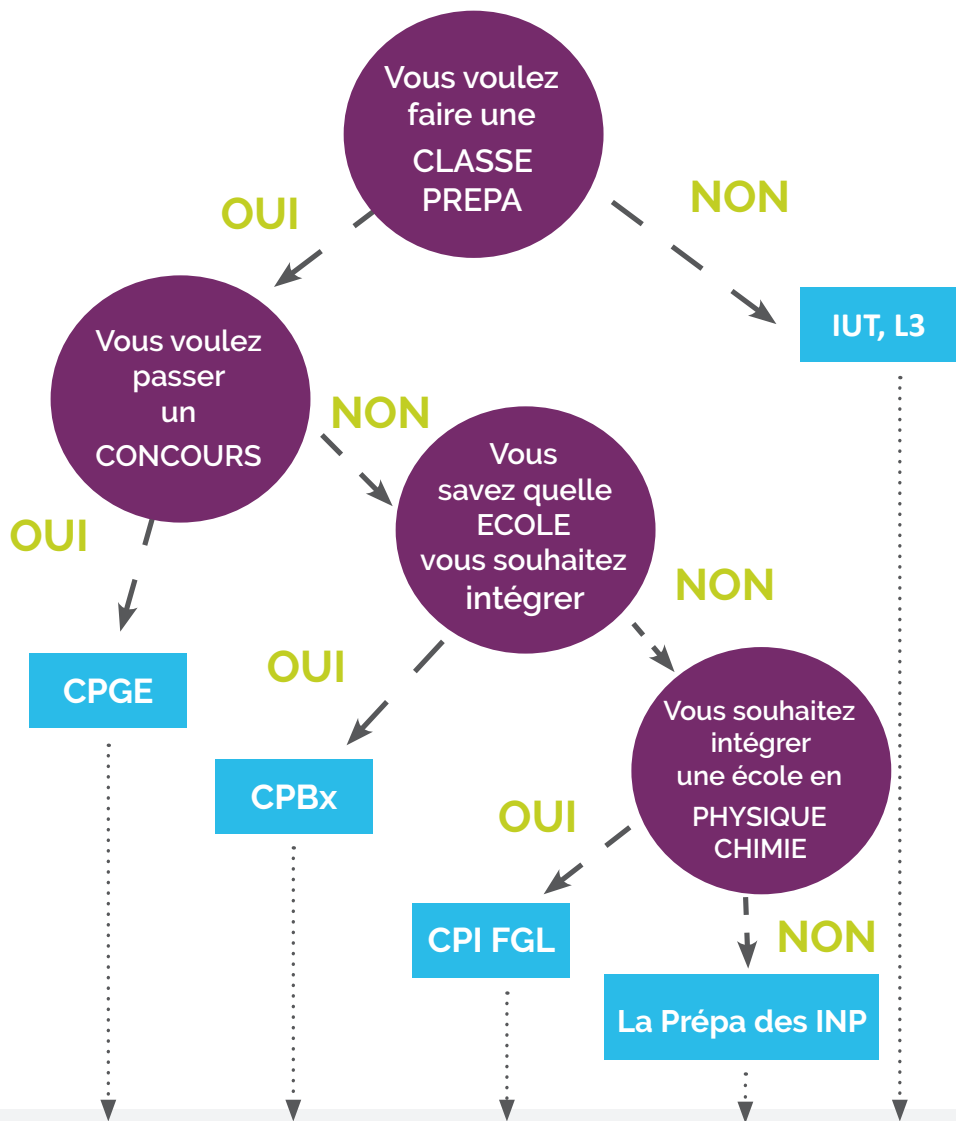 Vous voulez
faire une
CLASSE
PREPA
OUI
NON
IUT, L3
Vous voulez
passer
un
CONCOURS
NON
OUI
Vous
savez quelle
ECOLE
vous souhaitez
intégrer
NON
OUI
CPGE
Vous souhaitez
intégrer
une école en
PHYSIQUE
CHIMIE
CPBx
OUI
CPI FGL
NON
La Prépa des INP